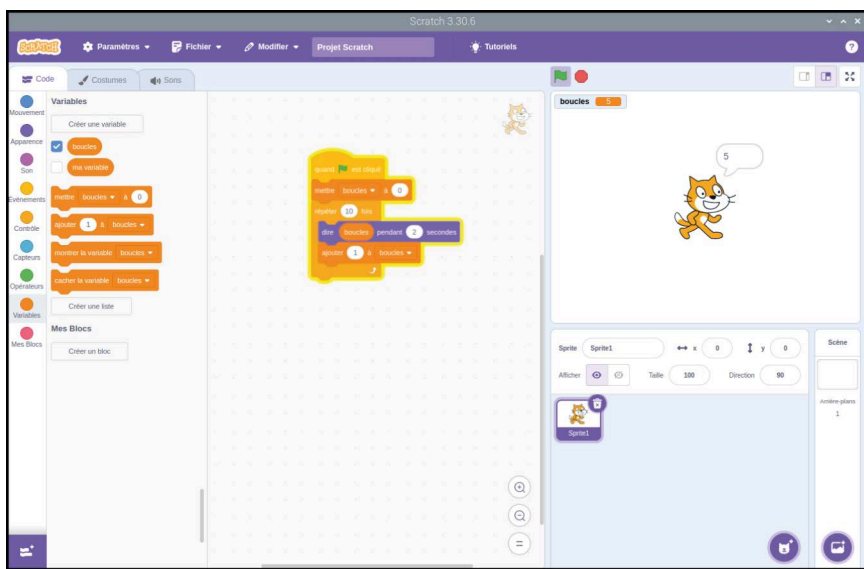 Scratch 3.30.6
SCRATCH Paramètres Fichier Modifier Projet Scratch Tutoriels ?
Code Costumes Sons
Mouvement
Apparence
Son
Événements
Contrôle
Capteurs
Opérateurs
Variables
Mes Blocs
Variables
Créer une variable
boucles
ma variable
mettre boucles à 0
ajouter 1 à boucles
montrer la variable boucles
cacher la variable boucles
Créer une liste
Mes Blocs
Créer un bloc
quand est cliqué
mettre boucles à 0
répéter 10 fois
dire boucles pendant 2 secondes
ajouter 1 à boucles
boucles 5
5
Sprite Sprite1 x 0 y 0
Afficher Taille 100 Direction 90
Sprite1
Scène
Arrière-plans
1